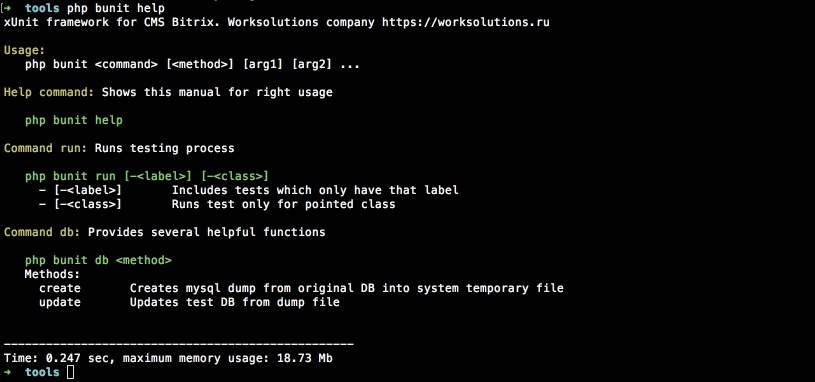 ➜  tools php bunit help
xUnit framework for CMS Bitrix. Worksolutions company https://worksolutions.ru
Usage:
php bunit <command> [<method>] [arg1] [arg2] ...
Help command: Shows this manual for right usage
php bunit help
Command run: Runs testing process
php bunit run [-<label>] [-<class>]
- [-<label>]       Includes tests which only have that label
- [-<class>]       Runs test only for pointed class
Command db: Provides several helpful functions
php bunit db <method>
Methods:
create       Creates mysql dump from original DB into system temporary file
update       Updates test DB from dump file
--------------------------------------------------
Time: 0.247 sec, maximum memory usage: 18.73 Mb
➜  tools